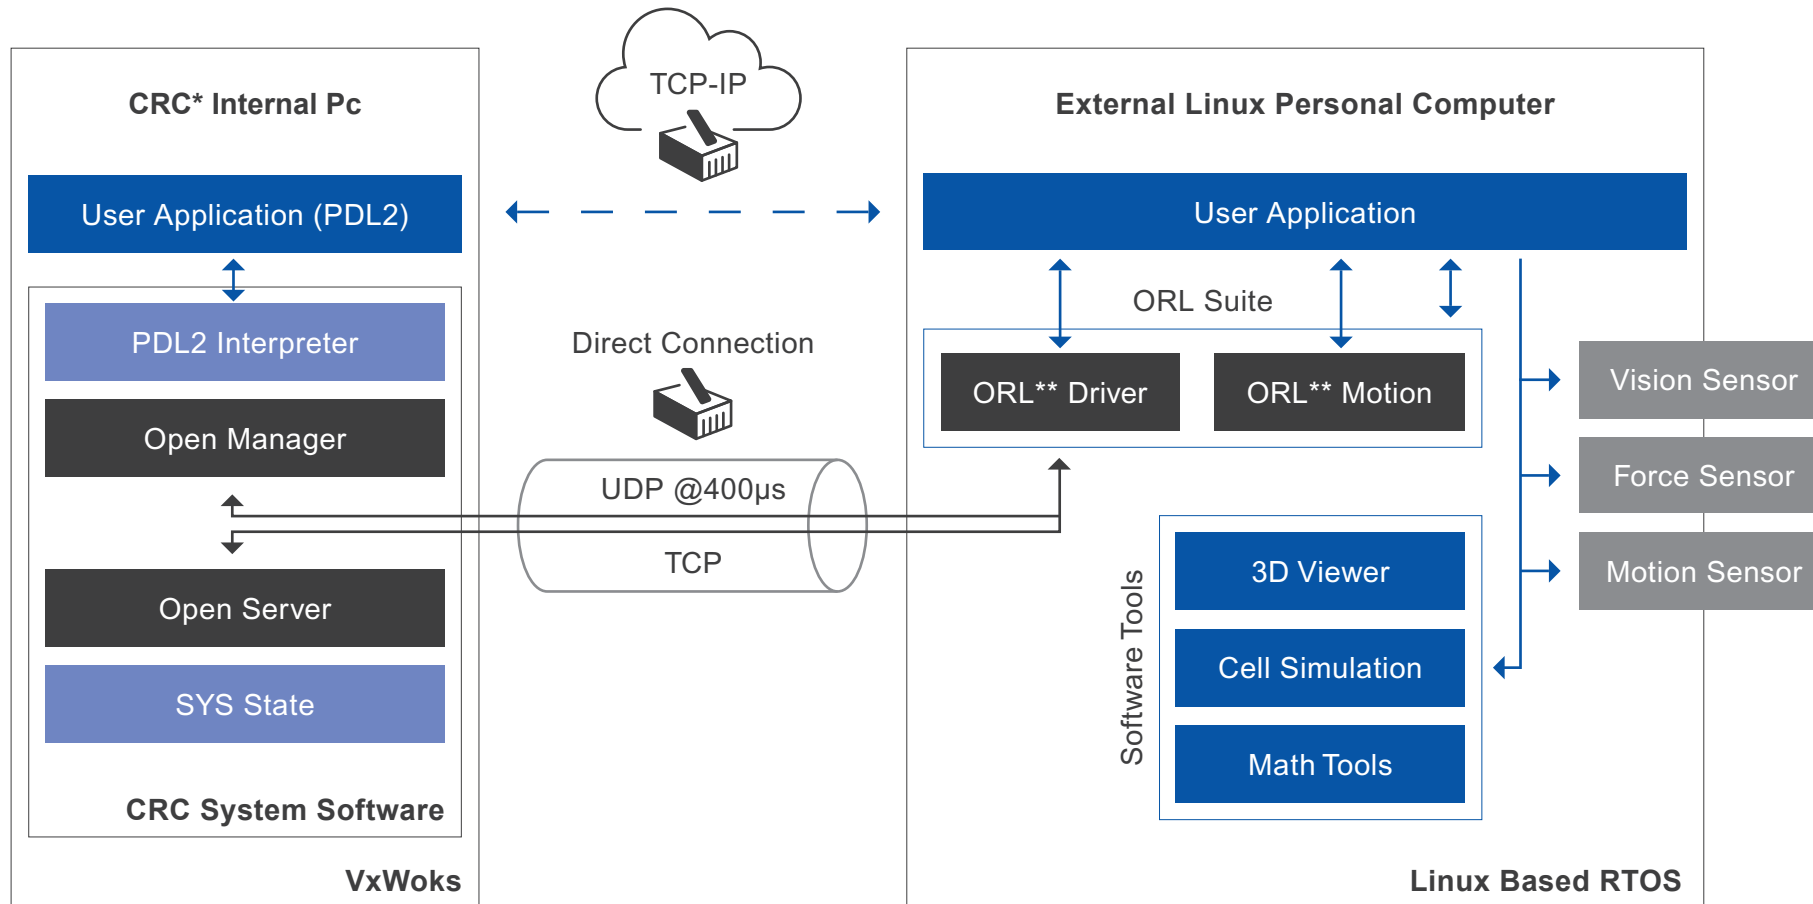 CRC* Internal Pc
User Application (PDL2)
PDL2 Interpreter
Open Manager
Open Server
SYS State
CRC System Software
VxWoks
TCP-IP
Direct Connection
UDP @400µs
TCP
External Linux Personal Computer
User Application
ORL Suite
ORL** Driver
ORL** Motion
Vision Sensor
Force Sensor
Motion Sensor
Software Tools
3D Viewer
Cell Simulation
Math Tools
Linux Based RTOS